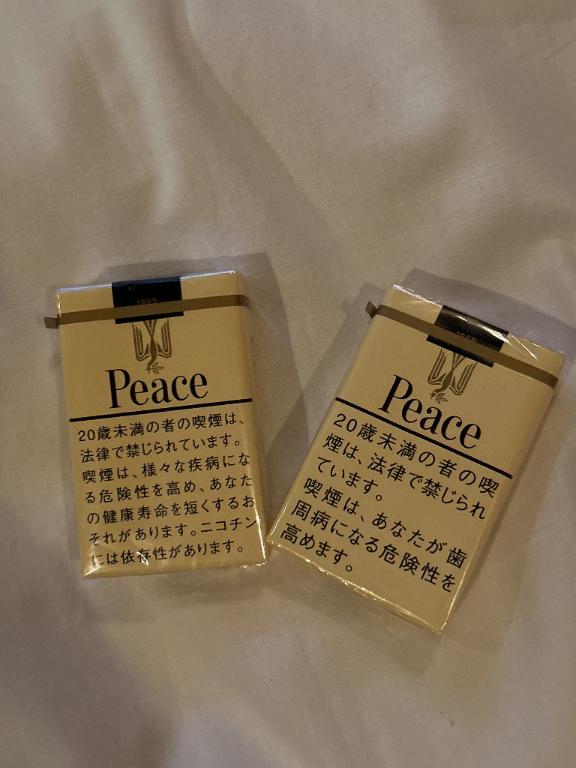 Peace
20歳未満の者の喫煙は、
法律で禁じられています。
喫煙は、様々な疾病にな
る危険性を高め、あなた
の健康寿命を短くするお
それがあります。ニコチン
には依存性があります。
Peace
20歳未満の者の喫
煙は、法律で禁じられ
ています。
喫煙は、あなたが歯
周病になる危険性を
高めます。